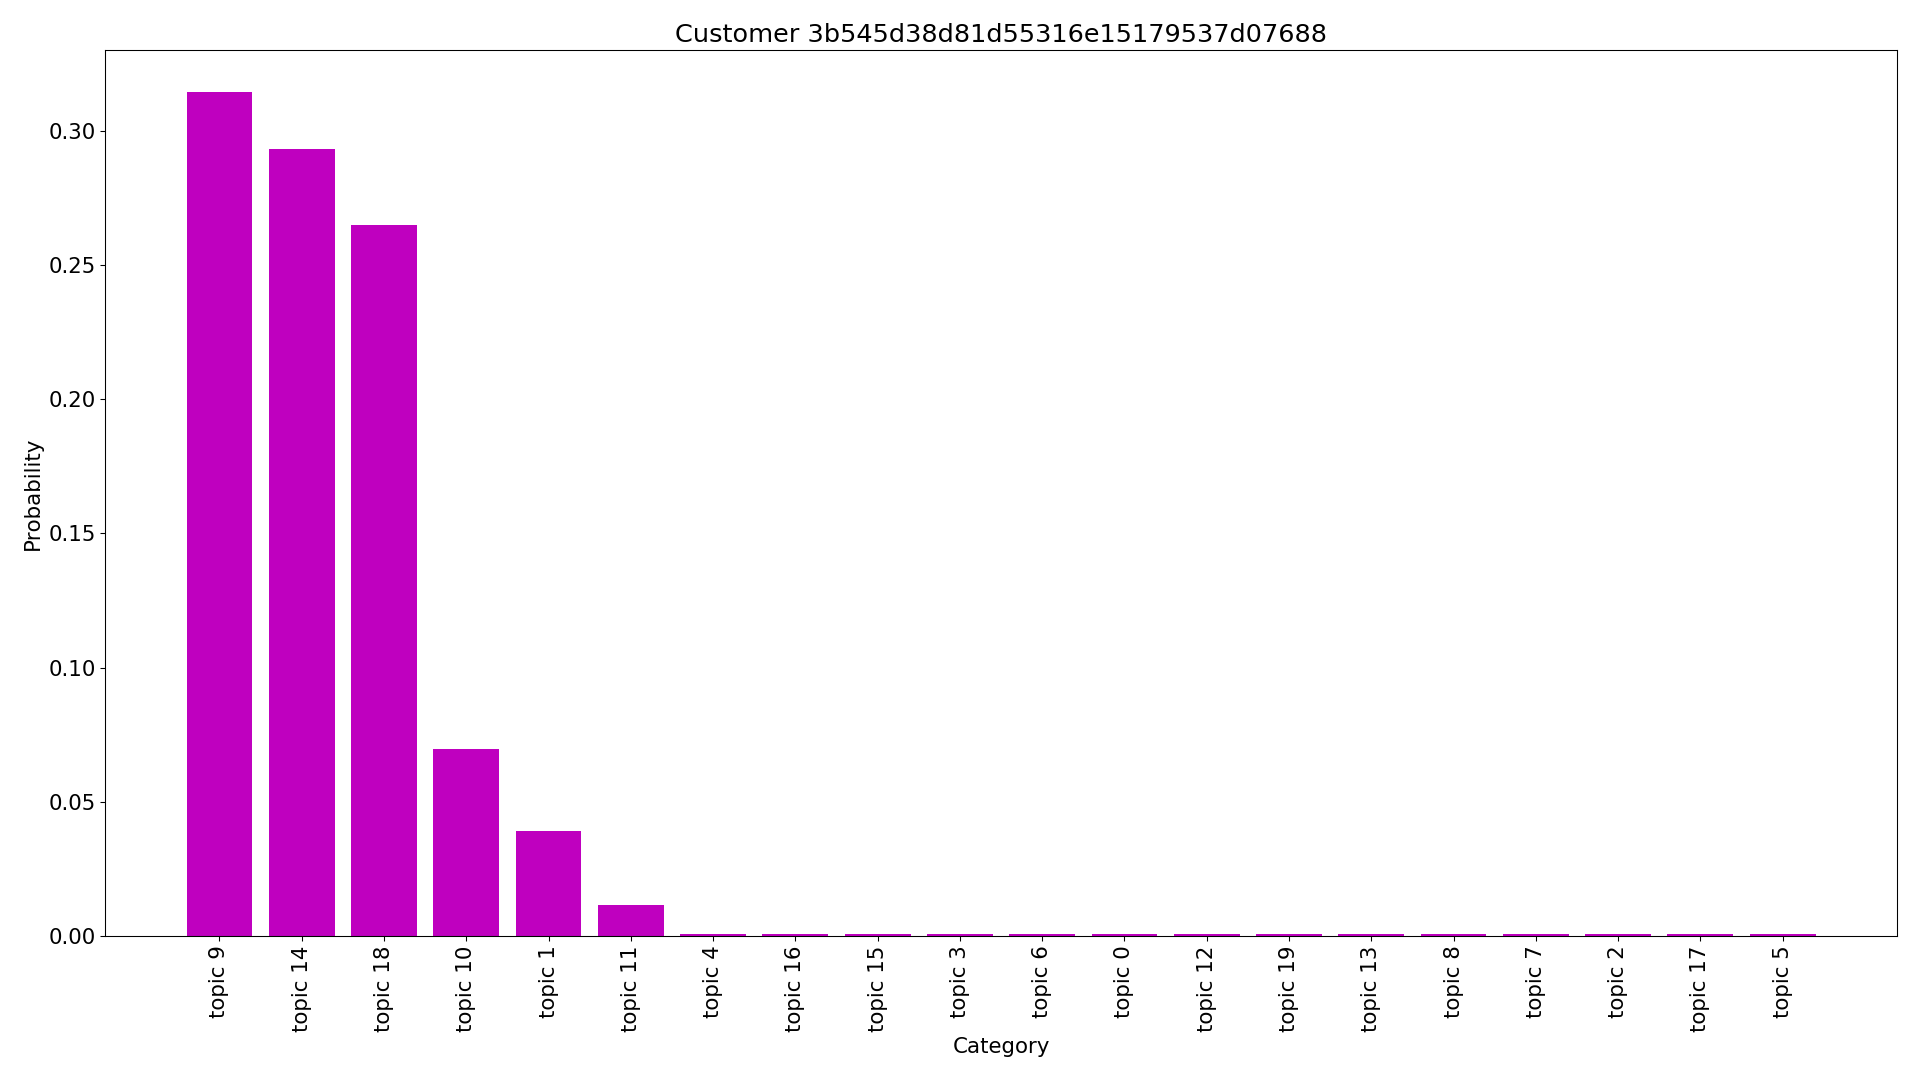 Customer 3b545d38d81d55316e15179537d07688
Probability
0.30
0.25
0.20
0.15
0.10
0.05
0.00
topic 9
topic 14
topic 18
topic 10
topic 1
topic 11
topic 4
topic 16
topic 15
topic 3
topic 6
topic 0
topic 12
topic 19
topic 13
topic 8
topic 7
topic 2
topic 17
topic 5
Category